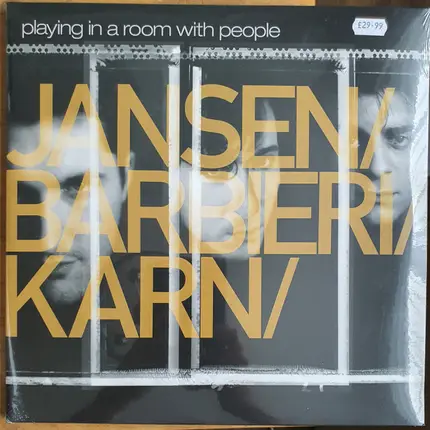 playing in a room with people
£29.99
JANSEN/
BARBIERI/
KARN/